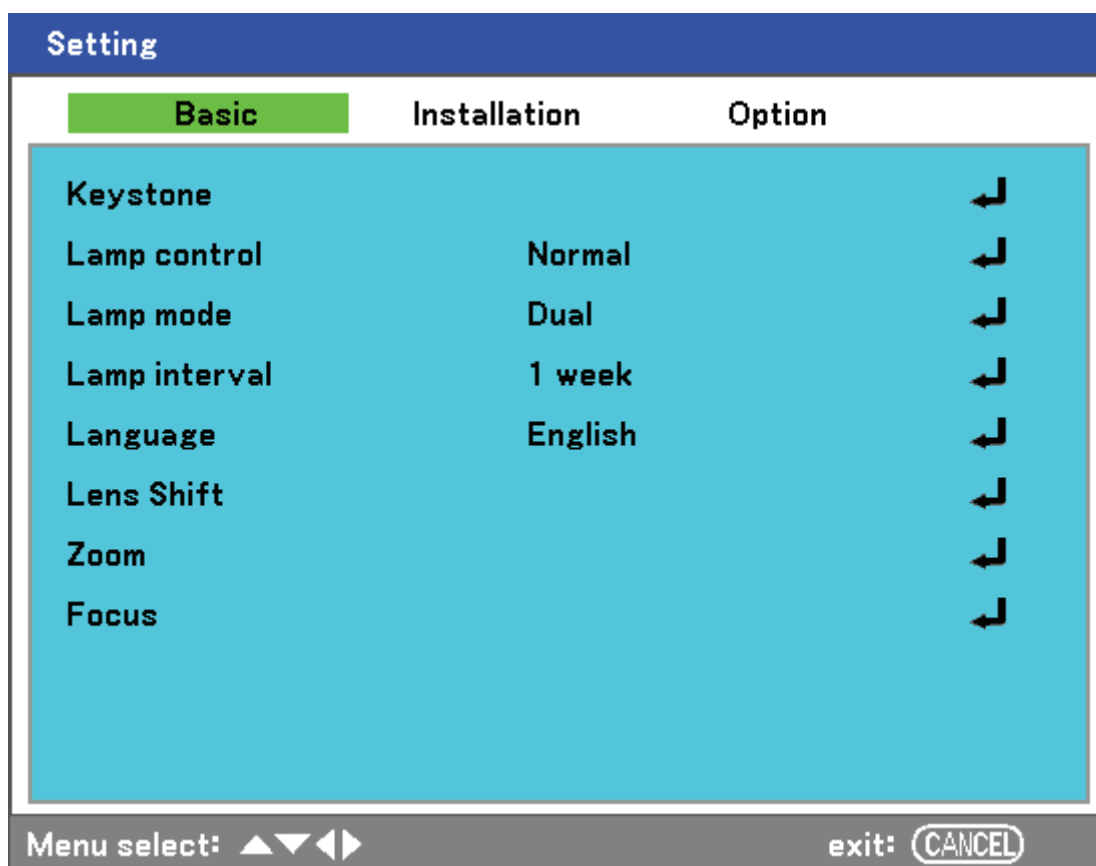 Setting
Basic Installation Option
Keystone
Lamp control Normal
Lamp mode Dual
Lamp interval 1 week
Language English
Lens Shift
Zoom
Focus
Menu select: ▲▼◀▶ exit: CANCEL